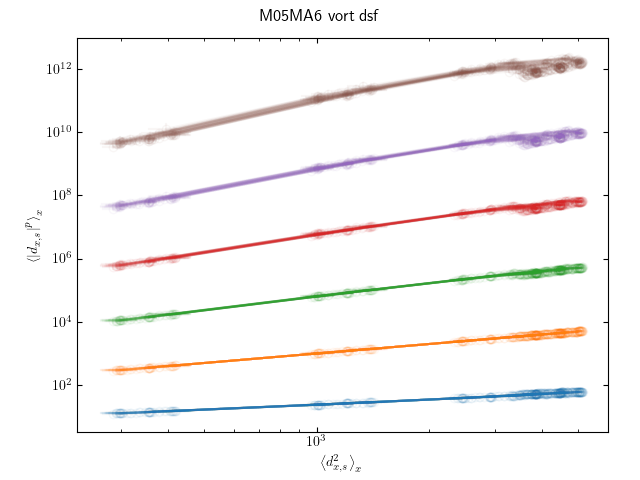 M05MA6 vort dsf
10^{12}
10^{10}
10^{8}
10^{6}
10^{4}
10^{2}
⟨|d_{x,s}|^p⟩_x
10^3
⟨d_{x,s}^2⟩_x